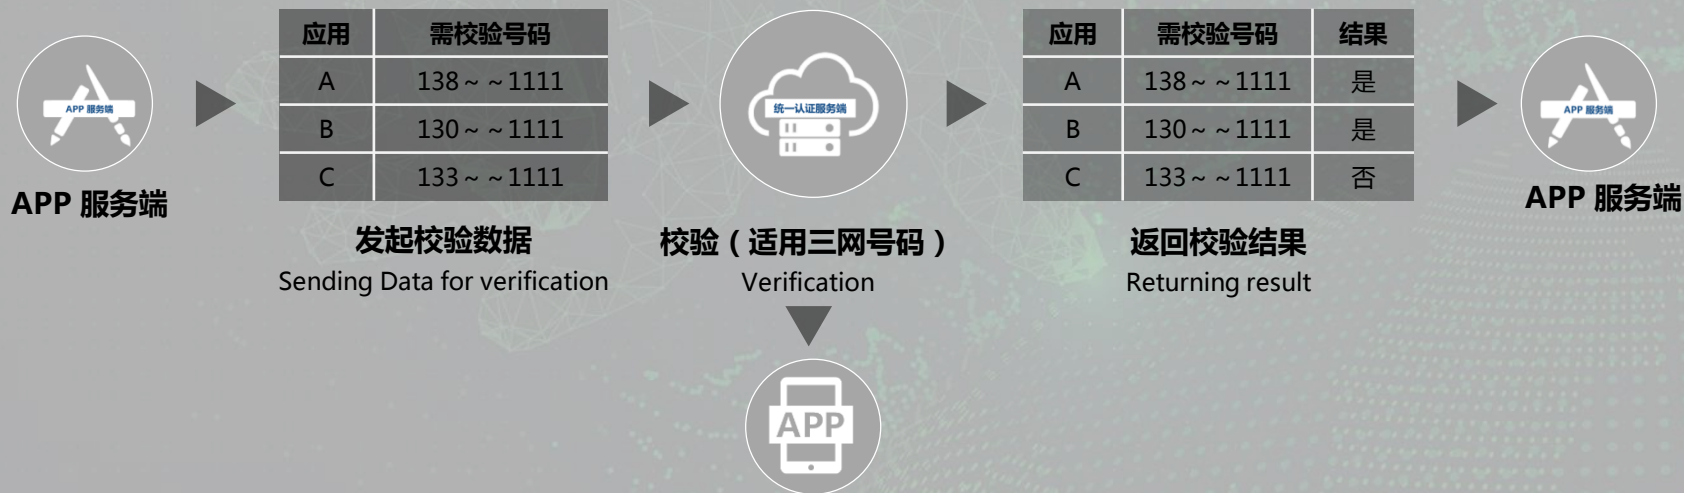 APP 服务端
APP 服务端
应用 需校验号码
A 138～～1111
B 130～～1111
C 133～～1111
发起校验数据
Sending Data for verification
统一认证服务端
校验（适用三网号码）
Verification
APP
应用 需校验号码 结果
A 138～～1111 是
B 130～～1111 是
C 133～～1111 否
返回校验结果
Returning result
APP 服务端
APP 服务端